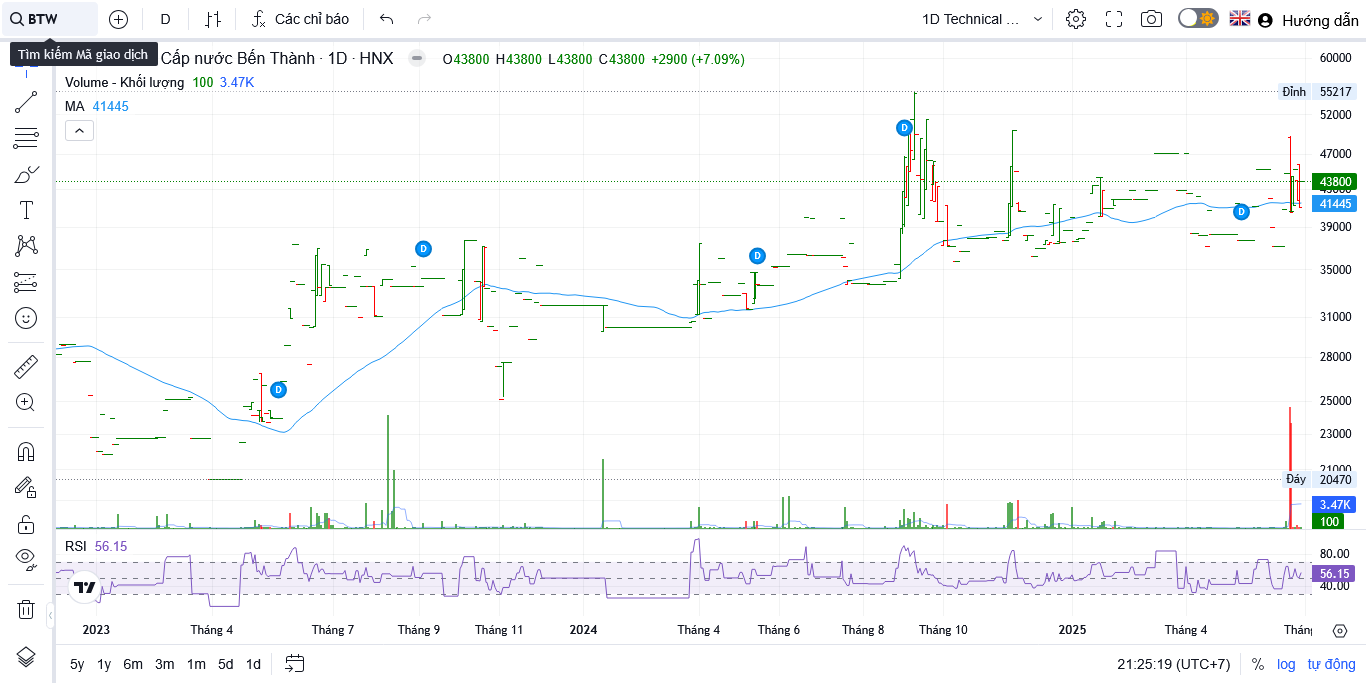 BTW
D
Các chỉ báo
1D Technical ...
Hướng dẫn
Tìm kiếm Mã giao dịch
Cấp nước Bến Thành · 1D · HNX
O43800 H43800 L43800 C43800 +2900 (+7.09%)
Volume - Khối lượng 100 3.47K
MA 41445
60000
Đỉnh 55217
52000
47000
43800
43000
41445
39000
35000
31000
28000
25000
23000
21000
Đáy 20470
3.47K
100
D
D
D
D
D
RSI 56.15
80.00
56.15
40.00
2023 Tháng 4 Tháng 7 Tháng 9 Tháng 11 2024 Tháng 4 Tháng 6 Tháng 8 Tháng 10 2025 Tháng 4 Thán
5y 1y 6m 3m 1m 5d 1d
21:25:19 (UTC+7) % log tự động